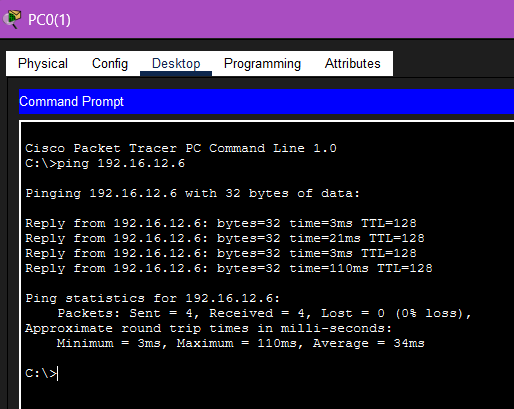 PC0(1)
Physical Config Desktop Programming Attributes
Command Prompt
Cisco Packet Tracer PC Command Line 1.0
C:\>ping 192.16.12.6
Pinging 192.16.12.6 with 32 bytes of data:
Reply from 192.16.12.6: bytes=32 time=3ms TTL=128
Reply from 192.16.12.6: bytes=32 time=21ms TTL=128
Reply from 192.16.12.6: bytes=32 time=3ms TTL=128
Reply from 192.16.12.6: bytes=32 time=110ms TTL=128
Ping statistics for 192.16.12.6:
    Packets: Sent = 4, Received = 4, Lost = 0 (0% loss),
Approximate round trip times in milli-seconds:
    Minimum = 3ms, Maximum = 110ms, Average = 34ms
C:\>